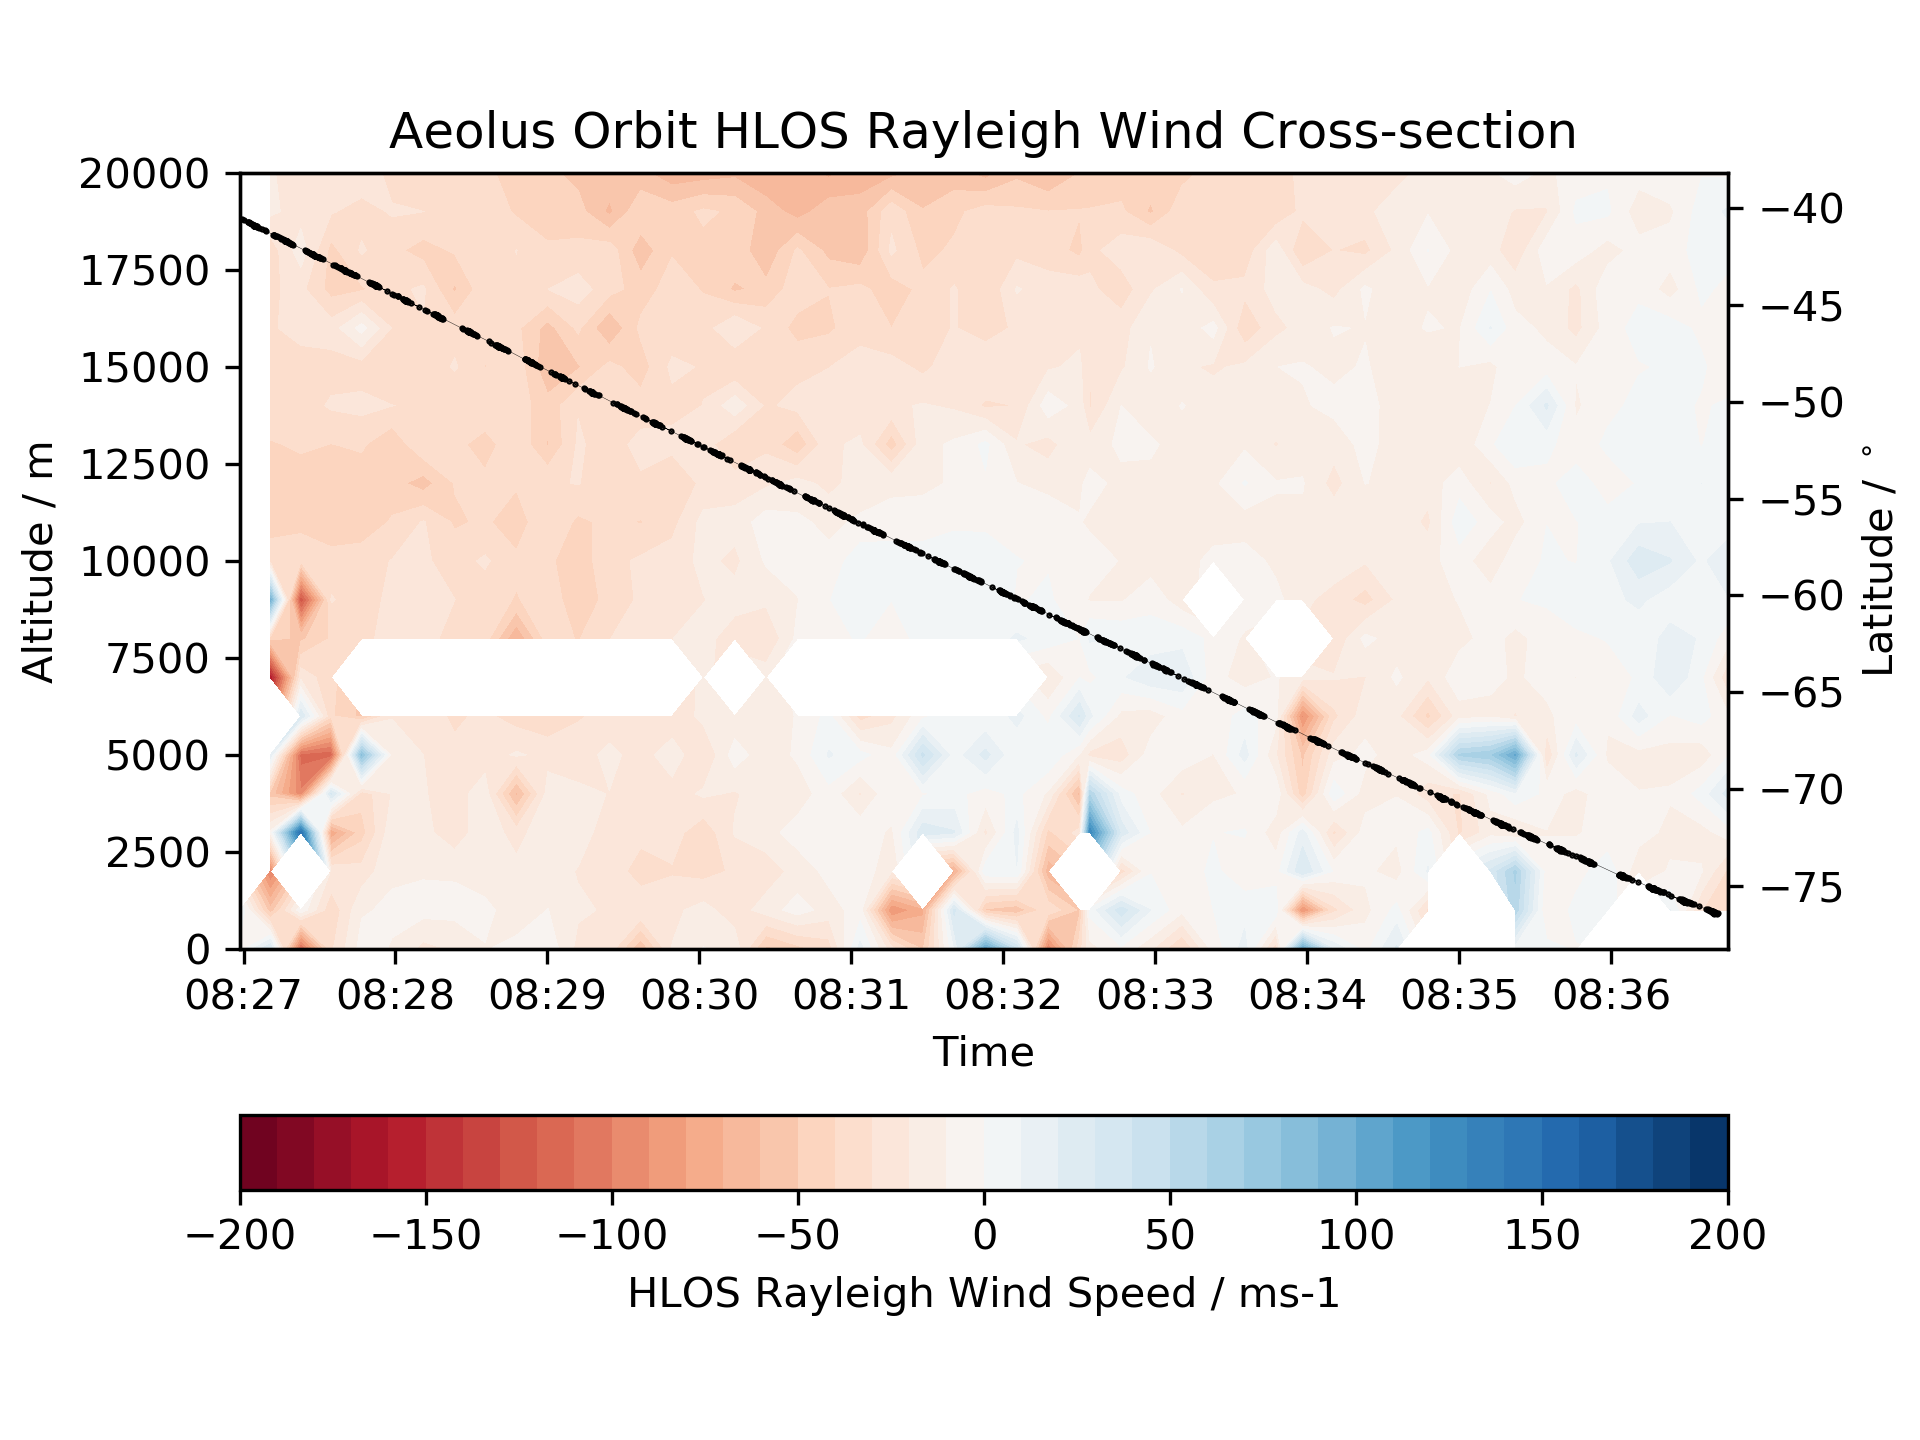 Aeolus Orbit HLOS Rayleigh Wind Cross-section
20000
17500
15000
12500
10000
7500
5000
2500
0
Altitude / m
−40
−45
−50
−55
−60
−65
−70
−75
Latitude / °
08:27 08:28 08:29 08:30 08:31 08:32 08:33 08:34 08:35 08:36
Time
−200 −150 −100 −50 0 50 100 150 200
HLOS Rayleigh Wind Speed / ms-1